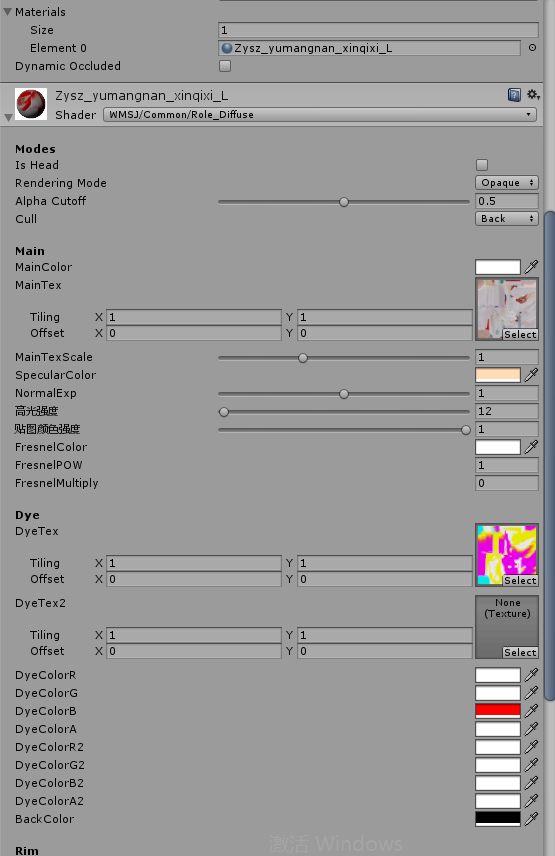 Materials
Size 1
Element 0 Zysz_yumangnan_xinqixi_L
Dynamic Occluded
Zysz_yumangnan_xinqixi_L
Shader WMSJ/Common/Role_Diffuse
Modes
Is Head
Rendering Mode Opaque
Alpha Cutoff 0.5
Cull Back
Main
MainColor
MainTex
Tiling X 1 Y 1
Offset X 0 Y 0 Select
MainTexScale 1
SpecularColor
NormalExp 1
高光强度 12
贴图颜色强度 1
FresnelColor
FresnelPOW 1
FresnelMultiply 0
Dye
DyeTex
Tiling X 1 Y 1
Offset X 0 Y 0 Select
DyeTex2 None
(Texture)
Tiling X 1 Y 1
Offset X 0 Y 0 Select
DyeColorR
DyeColorG
DyeColorB
DyeColorA
DyeColorR2
DyeColorG2
DyeColorB2
DyeColorA2
BackColor
激活 Windows
Rim